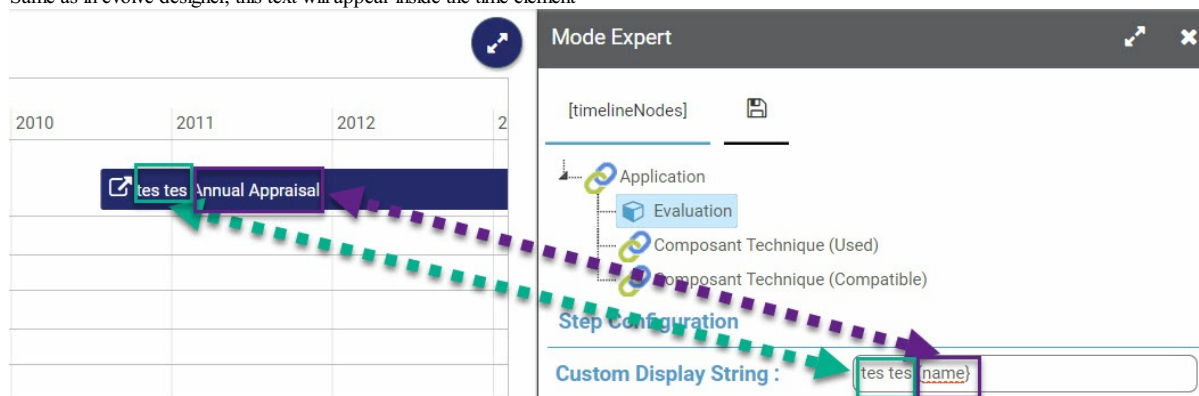 Same as in evolve designer, this text will appear inside the time element
Mode Expert
[timelineNodes]
2010 2011 2012 2
Application
tes tes Annual Appraisal
Evaluation
Composant Technique (Used)
Composant Technique (Compatible)
Step Configuration
Custom Display String :
tes tes {name}